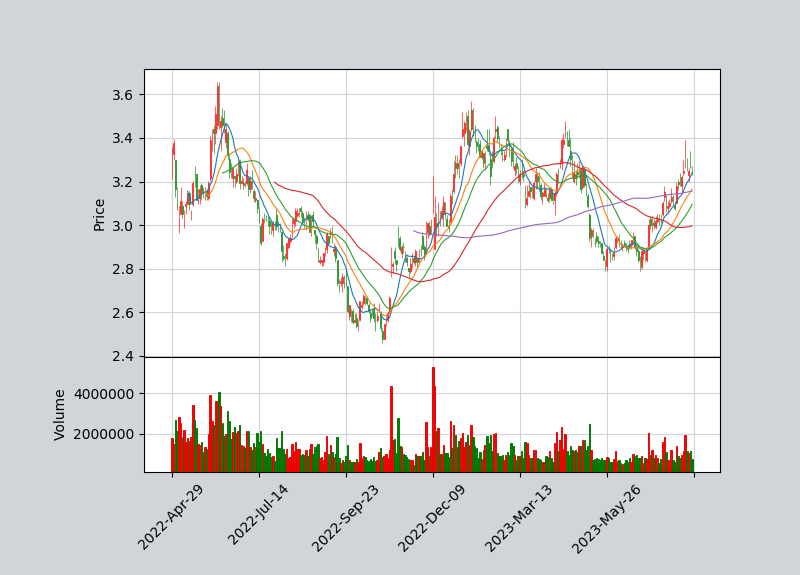 3.6
3.4
3.2
3.0
2.8
2.6
2.4
Price
4000000
2000000
Volume
2022-Apr-29
2022-Jul-14
2022-Sep-23
2022-Dec-09
2023-Mar-13
2023-May-26